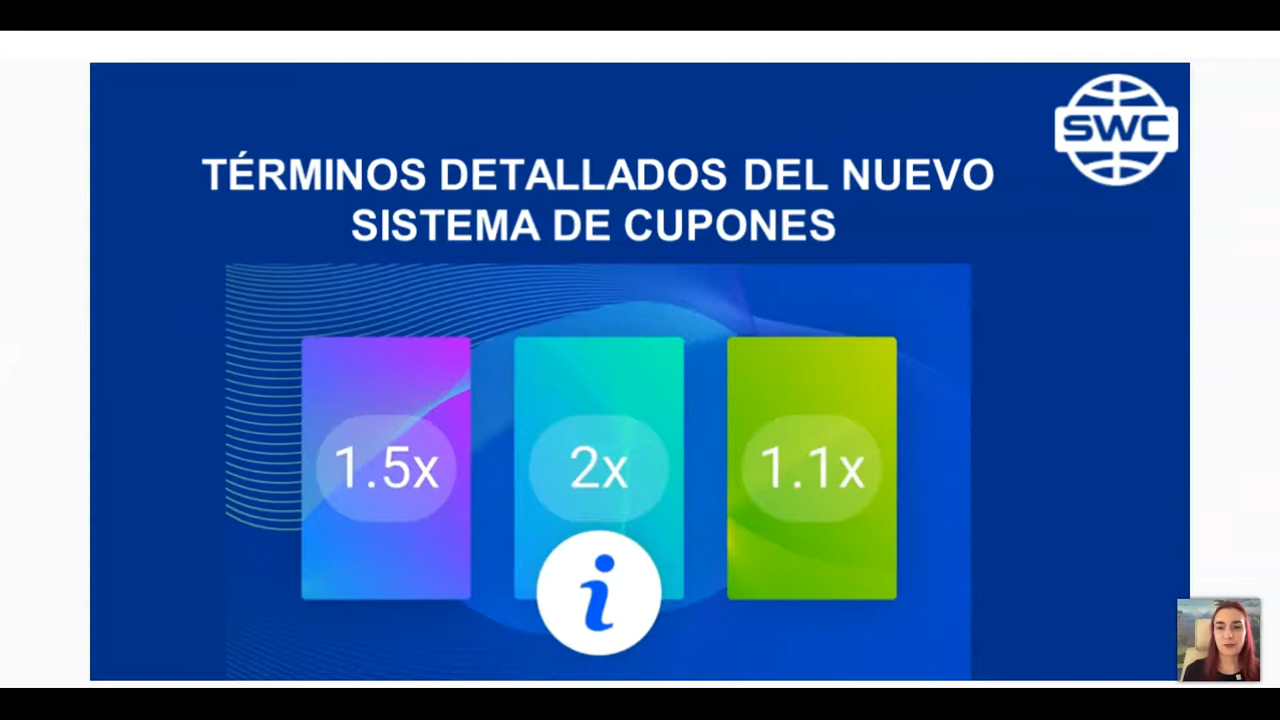 SWC
TÉRMINOS DETALLADOS DEL NUEVO
SISTEMA DE CUPONES
1.5x
2x
1.1x
i